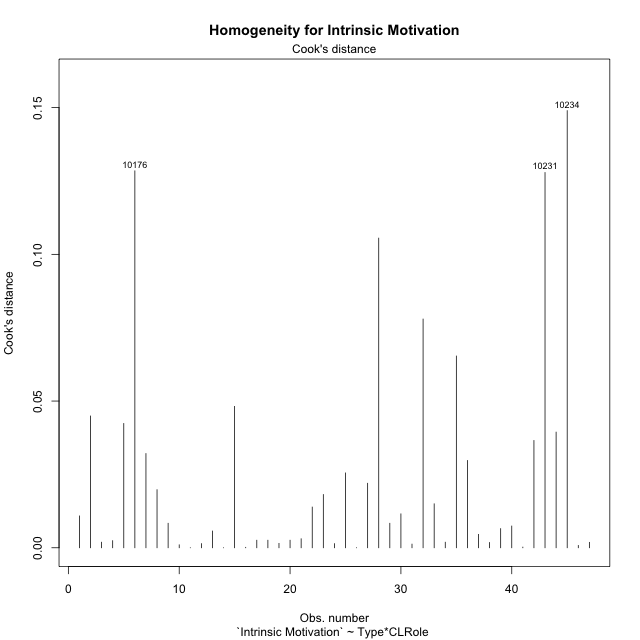 Homogeneity for Intrinsic Motivation
Cook's distance
0.15
0.10
0.05
0.00
Cook's distance
10176
10231
10234
0
10
20
30
40
Obs. number
`Intrinsic Motivation` ~ Type*CLRole